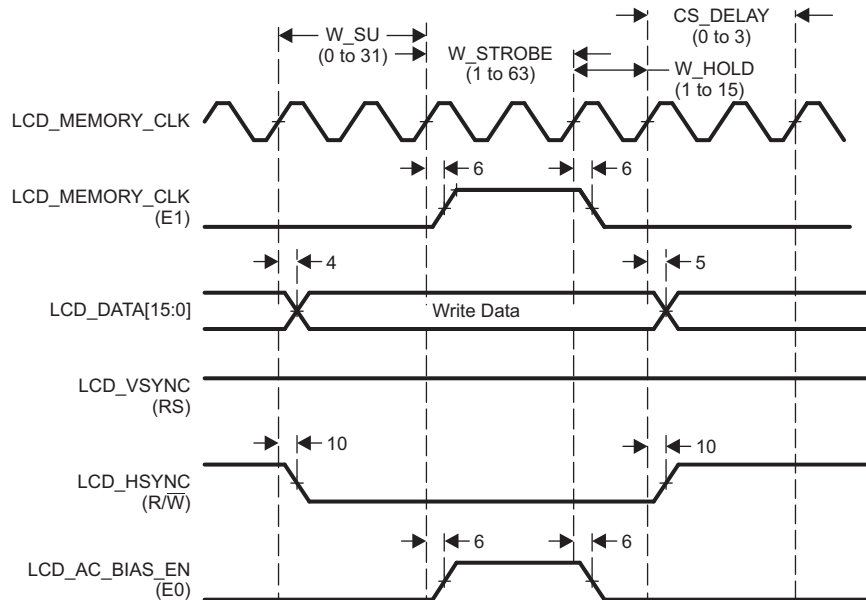 CS_DELAY
(0 to 3)
W_SU
(0 to 31)
W_STROBE
(1 to 63)
W_HOLD
(1 to 15)
LCD_MEMORY_CLK
LCD_MEMORY_CLK
(E1)
6
6
4
5
LCD_DATA[15:0]
Write Data
LCD_VSYNC
(RS)
10
10
LCD_HSYNC
(R/W̅)
6
6
LCD_AC_BIAS_EN
(E0)